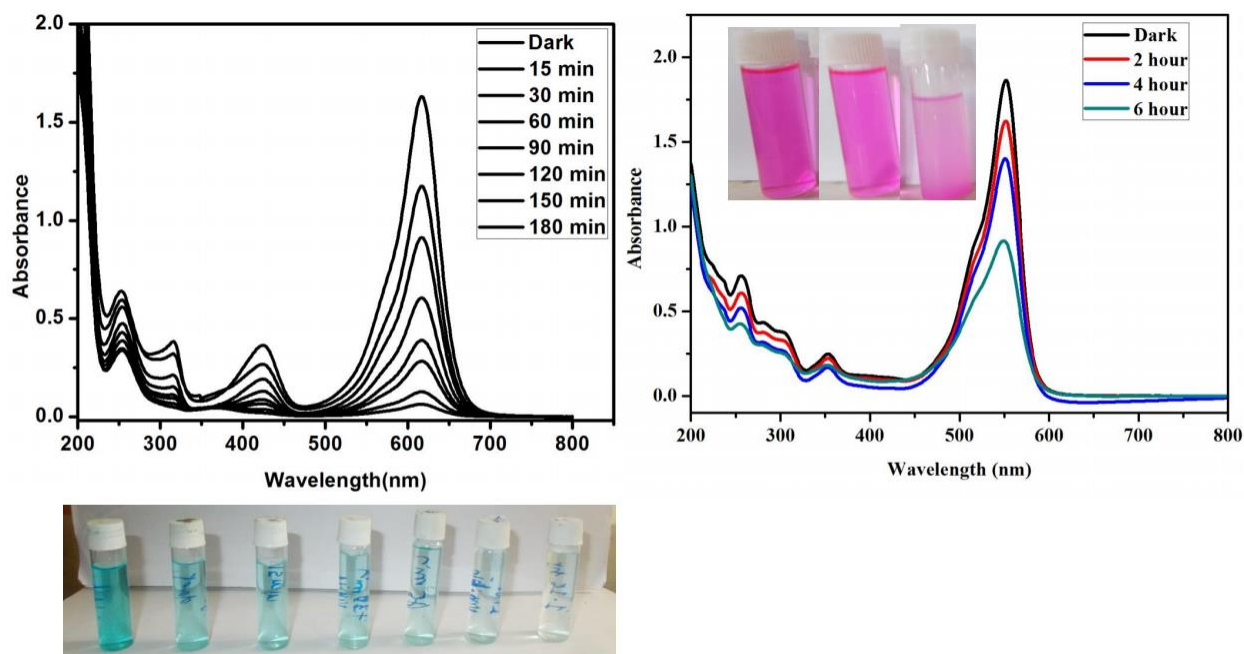 2.0
1.5
1.0
0.5
0.0
Absorbance
200
300
400
500
600
700
800
Wavelength(nm)
Dark
15 min
30 min
60 min
90 min
120 min
150 min
180 min
2.0
1.5
1.0
0.5
0.0
Absorbance
200
300
400
500
600
700
800
Wavelength (nm)
Dark
2 hour
4 hour
6 hour